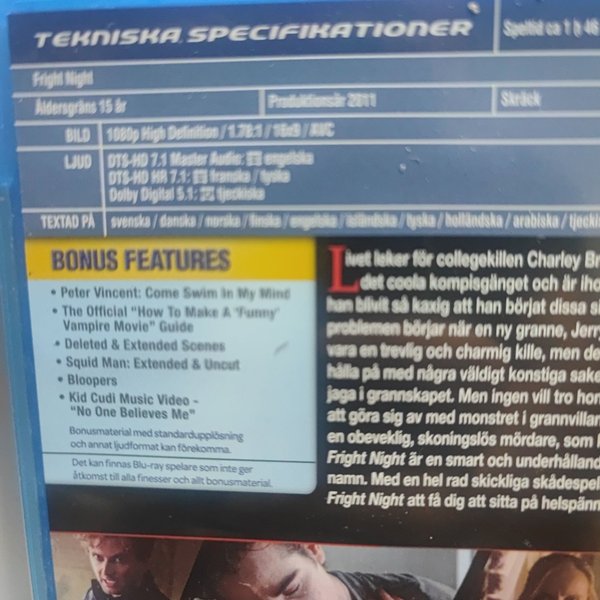 TEKNISKA SPECIFIKATIONER
Speltid ca 1 h 46
Fright Night
Åldersgräns 15 år
Produktionsår 2011
Skräck
BILD 1080p High Definition / 1.78:1 / 16x9 / AVC
LJUD DTS-HD 7.1 Master Audio: engelska
DTS-HD HR 7.1: franska / tyska
Dolby Digital 5.1: tjeckiska
TEXTAD PÅ svenska / danska / norska / finska / engelska / isländska / tyska / holländska / arabiska / tjecki
BONUS FEATURES
• Peter Vincent: Come Swim In My Mind
• The Official "How To Make A 'Funny'
Vampire Movie" Guide
• Deleted & Extended Scenes
• Squid Man: Extended & Uncut
• Bloopers
• Kid Cudi Music Video –
"No One Believes Me"
Bonusmaterial med standardupplösning
och annat ljudformat kan förekomma.
Det kan finnas Blu-ray spelare som inte ger
åtkomst till alla finesser och allt bonusmaterial.
Livet leker för collegekillen Charley Br
det coola kompisgänget och är iho
han blivit så kaxig att han börjat dissa si
problemen börjar när en ny granne, Jerr
vara en trevlig och charmig kille, men de
hålla på med några väldigt konstiga sake
jaga i grannskapet. Men ingen vill tro hon
att göra sig av med monstret i grannvillan
en obeveklig, skoningslös mördare, som l
Fright Night är en smart och underhålland
namn. Med en hel rad skickliga skådespel
Fright Night att få dig att sitta på helspänn